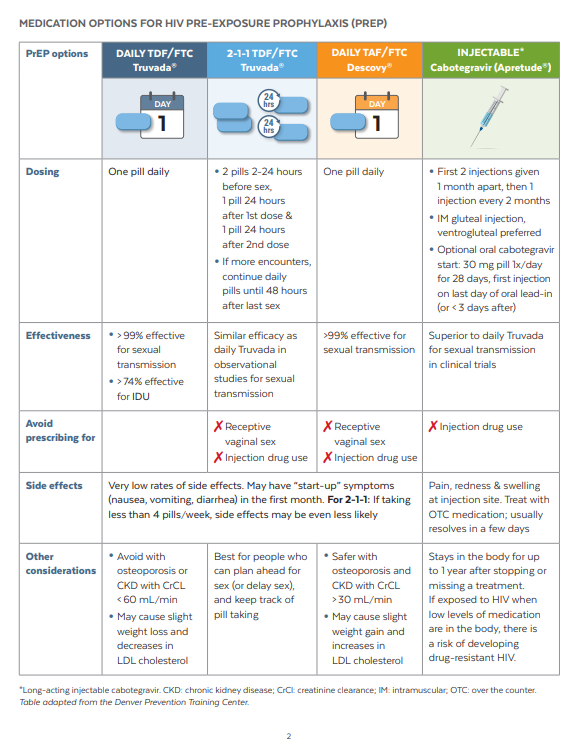 MEDICATION OPTIONS FOR HIV PRE-EXPOSURE PROPHYLAXIS (PREP)
PrEP options
DAILY TDF/FTC
Truvada®
2-1-1 TDF/FTC
Truvada®
DAILY TAF/FTC
Descovy®
INJECTABLE*
Cabotegravir (Apretude®)
DAY
1
24
hrs
24
hrs
DAY
1
Dosing
One pill daily
• 2 pills 2-24 hours
before sex,
1 pill 24 hours
after 1st dose &
1 pill 24 hours
after 2nd dose
• If more encounters,
continue daily
pills until 48 hours
after last sex
One pill daily
• First 2 injections given
1 month apart, then 1
injection every 2 months
• IM gluteal injection,
ventrogluteal preferred
• Optional oral cabotegravir
start: 30 mg pill 1x/day
for 28 days, first injection
on last day of oral lead-in
(or < 3 days after)
Effectiveness
• >99% effective
for sexual
transmission
• >74% effective
for IDU
Similar efficacy as
daily Truvada in
observational
studies for sexual
transmission
>99% effective for
sexual transmission
Superior to daily Truvada
for sexual transmission
in clinical trials
Avoid
prescribing for
✗ Receptive
vaginal sex
✗ Injection drug use
✗ Receptive
vaginal sex
✗ Injection drug use
✗ Injection drug use
Side effects
Very low rates of side effects. May have “start-up” symptoms
(nausea, vomiting, diarrhea) in the first month. For 2-1-1: If taking
less than 4 pills/week, side effects may be even less likely
Pain, redness & swelling
at injection site. Treat with
OTC medication; usually
resolves in a few days
Other
considerations
• Avoid with
osteoporosis or
CKD with CrCL
<60 mL/min
• May cause slight
weight loss and
decreases in
LDL cholesterol
Best for people who
can plan ahead for
sex (or delay sex),
and keep track of
pill taking
• Safer with
osteoporosis and
CKD with CrCL
>30 mL/min
• May cause slight
weight gain and
increases in
LDL cholesterol
Stays in the body for up
to 1 year after stopping or
missing a treatment.
If exposed to HIV when
low levels of medication
are in the body, there is
a risk of developing
drug-resistant HIV.
*Long-acting injectable cabotegravir. CKD: chronic kidney disease; CrCl: creatinine clearance; IM: intramuscular; OTC: over the counter.
Table adapted from the Denver Prevention Training Center.
2